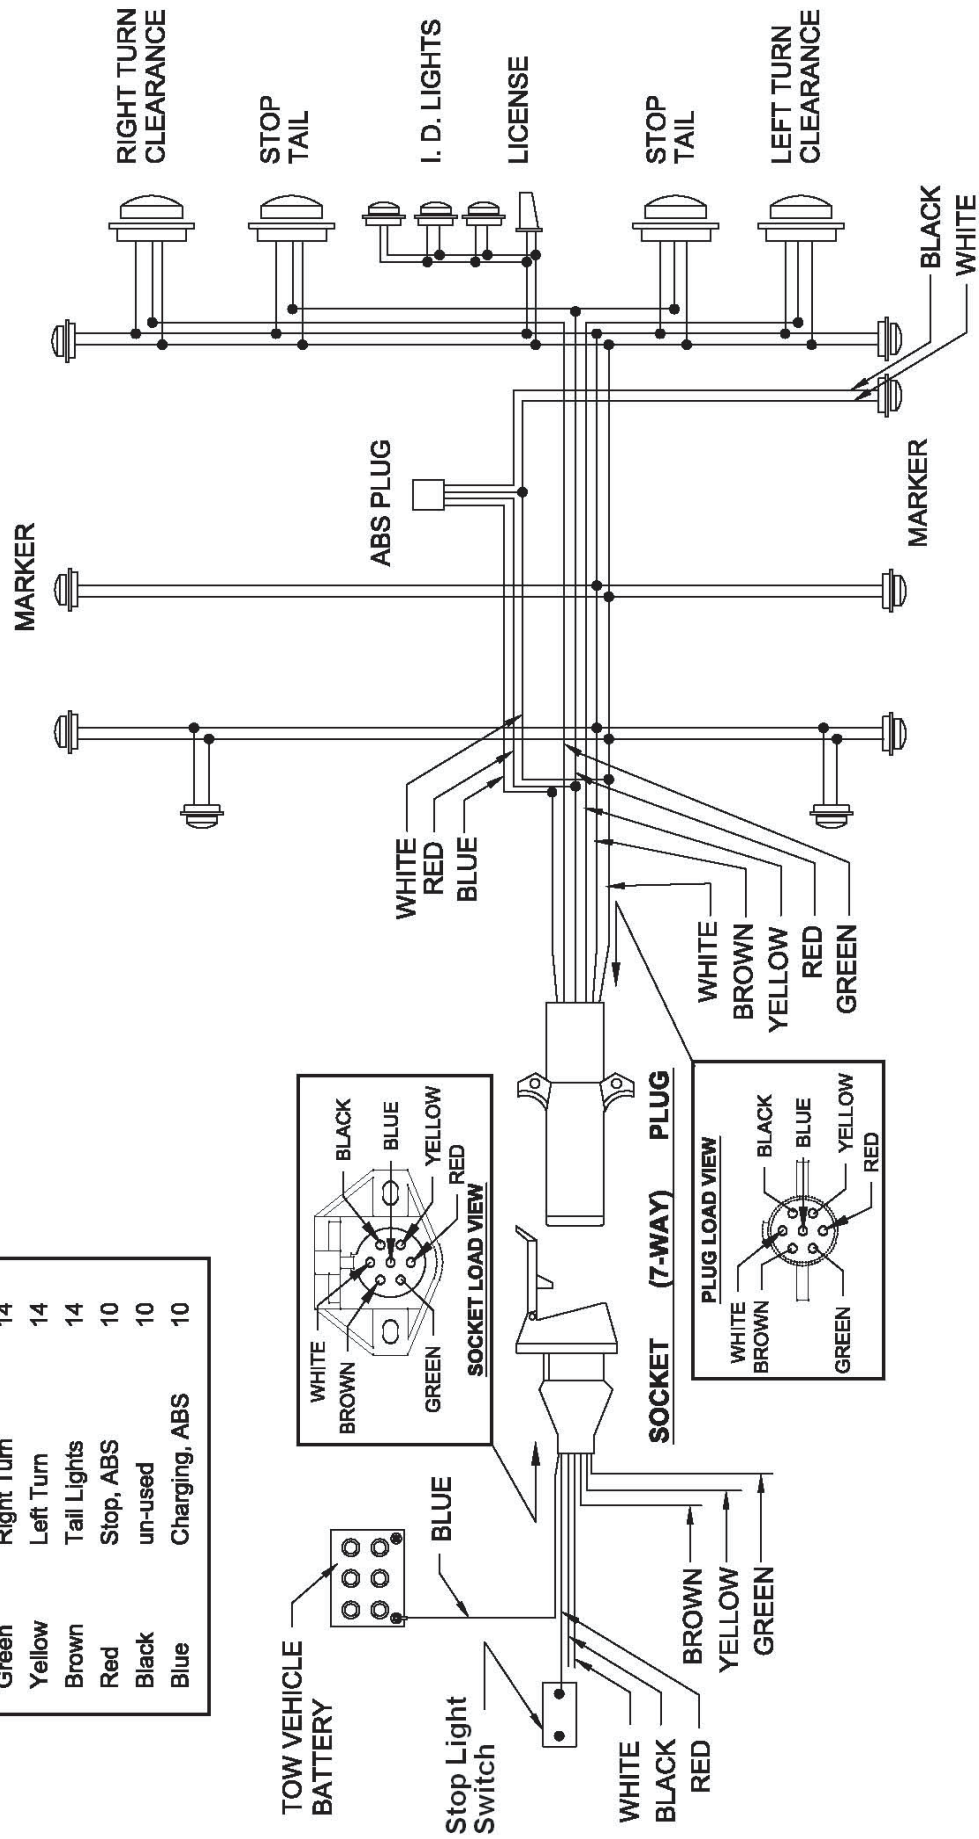 Green Right Turn 14
Yellow Left Turn 14
Brown Tail Lights 14
Red Stop, ABS 10
Black un-used 10
Blue Charging, ABS 10
TOW VEHICLE
BATTERY
Stop Light
Switch
BLUE
WHITE
BLACK
RED
BROWN
YELLOW
GREEN
WHITE
BROWN
GREEN
BLACK
BLUE
YELLOW
RED
SOCKET LOAD VIEW
SOCKET (7-WAY) PLUG
PLUG LOAD VIEW
WHITE
BROWN
GREEN
BLACK
BLUE
YELLOW
RED
WHITE
RED
BLUE
WHITE
BROWN
YELLOW
RED
GREEN
MARKER
ABS PLUG
MARKER
RIGHT TURN
CLEARANCE
STOP
TAIL
I. D. LIGHTS
LICENSE
STOP
TAIL
LEFT TURN
CLEARANCE
BLACK
WHITE